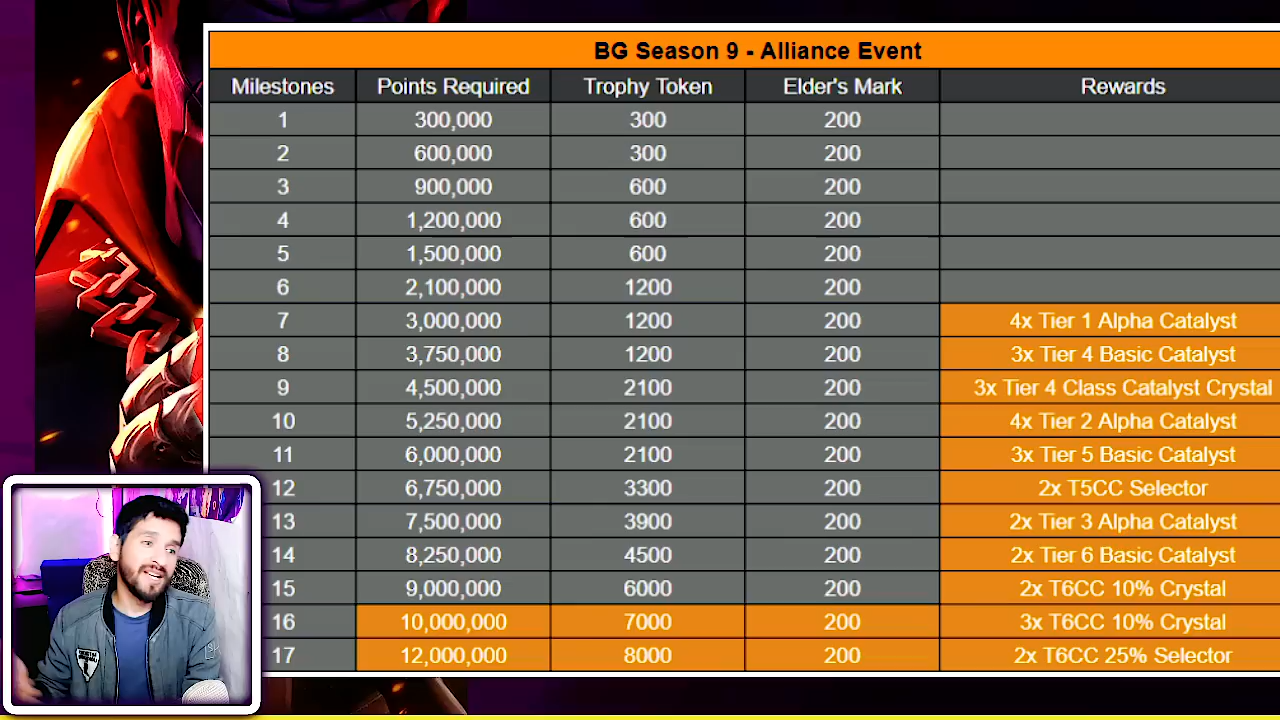 BG Season 9 - Alliance Event
Milestones Points Required Trophy Token Elder's Mark Rewards
1 300,000 300 200
2 600,000 300 200
3 900,000 600 200
4 1,200,000 600 200
5 1,500,000 600 200
6 2,100,000 1200 200
7 3,000,000 1200 200 4x Tier 1 Alpha Catalyst
8 3,750,000 1200 200 3x Tier 4 Basic Catalyst
9 4,500,000 2100 200 3x Tier 4 Class Catalyst Crystal
10 5,250,000 2100 200 4x Tier 2 Alpha Catalyst
11 6,000,000 2100 200 3x Tier 5 Basic Catalyst
12 6,750,000 3300 200 2x T5CC Selector
13 7,500,000 3900 200 2x Tier 3 Alpha Catalyst
14 8,250,000 4500 200 2x Tier 6 Basic Catalyst
15 9,000,000 6000 200 2x T6CC 10% Crystal
16 10,000,000 7000 200 3x T6CC 10% Crystal
17 12,000,000 8000 200 2x T6CC 25% Selector